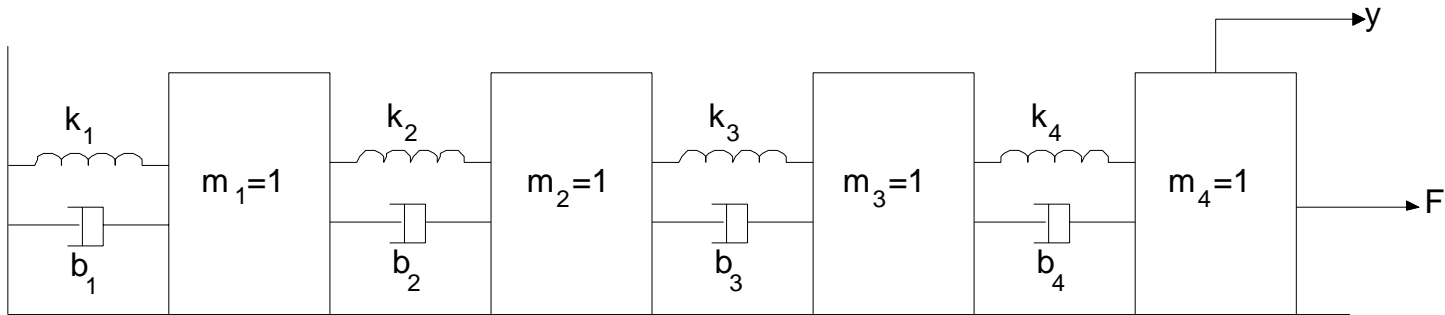 y
k₁
k₂
k₃
k₄
m₁=1
m₂=1
m₃=1
m₄=1
F
b₁
b₂
b₃
b₄